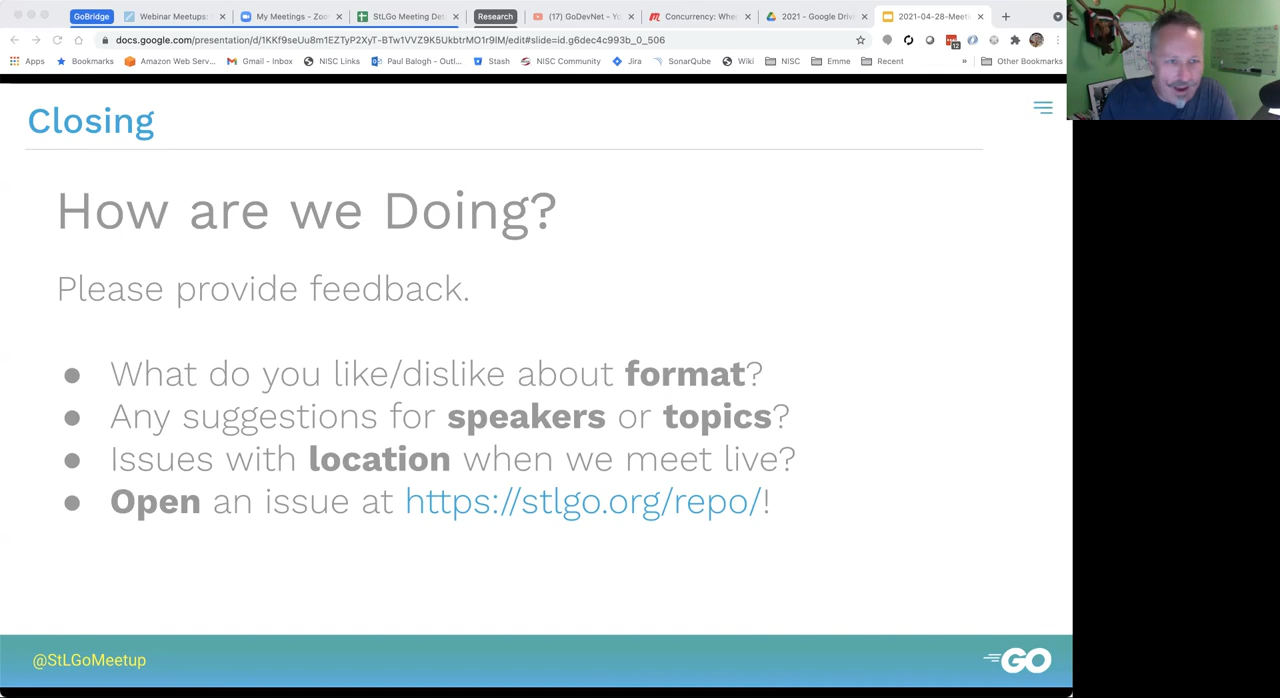 GoBridge
Webinar Meetups:
My Meetings - Zoo
StLGo Meeting Det
Research
(17) GoDevNet - Yo
Concurrency: Whe
2021 - Google Driv
2021-04-28-Meeti
docs.google.com/presentation/d/1KKf9seUu8m1EZTyP2XyT-BTw1VVZ9K5UkbtrMO1r9lM/edit#slide=id.g6dec4c993b_0_506
12
Apps
Bookmarks
Amazon Web Serv...
Gmail - Inbox
NISC Links
Paul Balogh - Outl...
Stash
NISC Community
Jira
SonarQube
Wiki
NISC
Emme
Recent
»
Other Bookmarks
Closing
How are we Doing?
Please provide feedback.
● What do you like/dislike about format?
● Any suggestions for speakers or topics?
● Issues with location when we meet live?
● Open an issue at https://stlgo.org/repo/!
@StLGoMeetup
GO